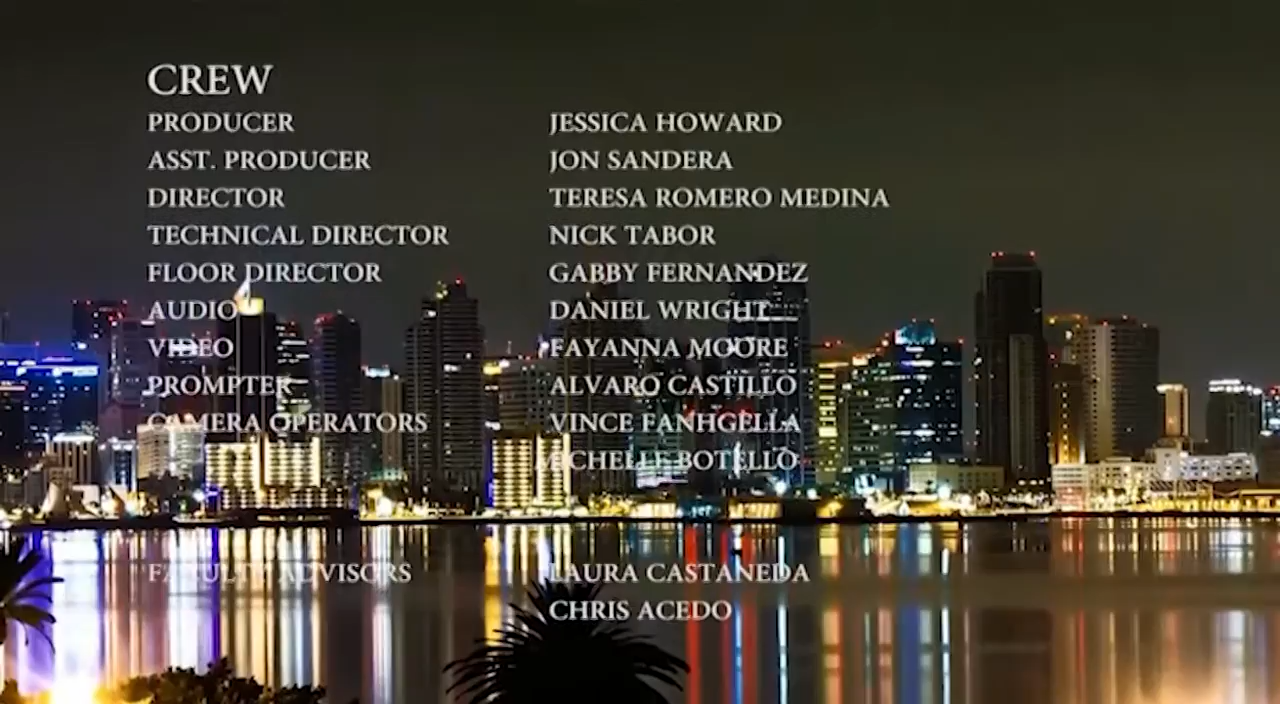 CREW
PRODUCER JESSICA HOWARD
ASST. PRODUCER JON SANDERA
DIRECTOR TERESA ROMERO MEDINA
TECHNICAL DIRECTOR NICK TABOR
FLOOR DIRECTOR GABBY FERNANDEZ
AUDIO DANIEL WRIGHT
VIDEO FAYANNA MOORE
PROMPTER ALVARO CASTILLO
CAMERA OPERATORS VINCE FANHGELLA
MICHELLE BOTELLO
FACULTY ADVISORS LAURA CASTANEDA
CHRIS ACEDO